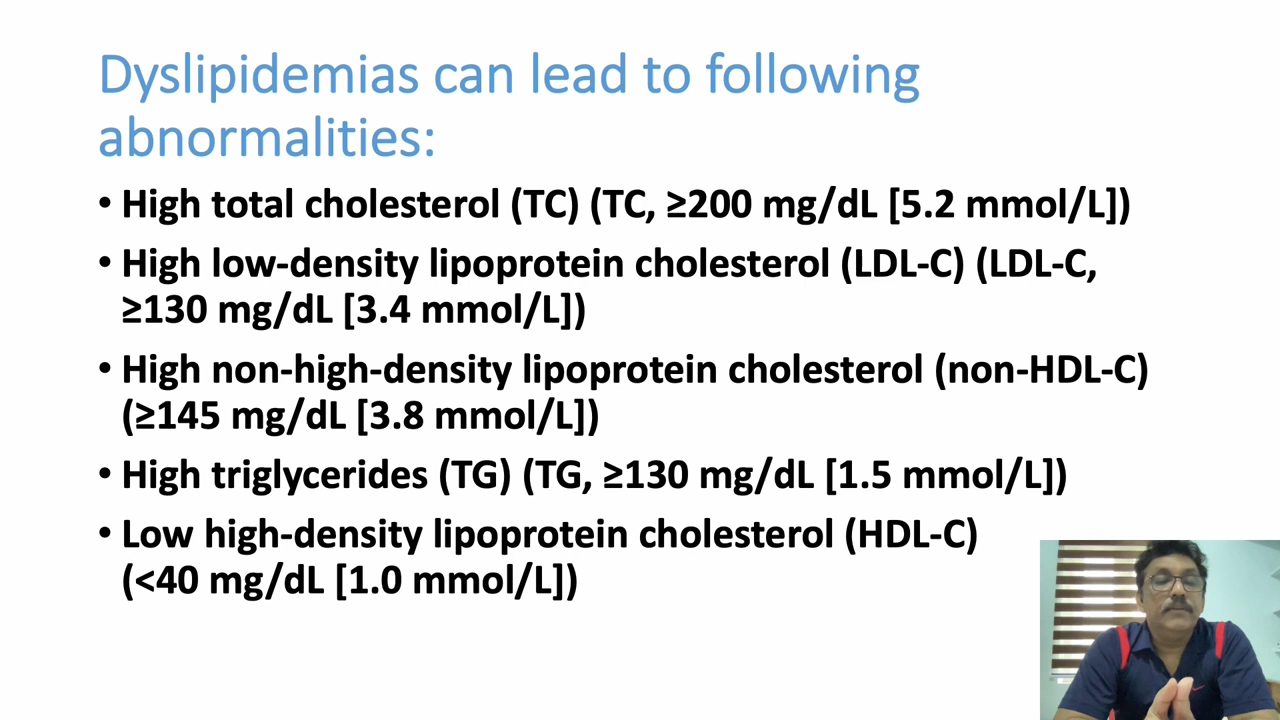 Dyslipidemias can lead to following
abnormalities:
• High total cholesterol (TC) (TC, ≥200 mg/dL [5.2 mmol/L])
• High low-density lipoprotein cholesterol (LDL-C) (LDL-C,
≥130 mg/dL [3.4 mmol/L])
• High non-high-density lipoprotein cholesterol (non-HDL-C)
(≥145 mg/dL [3.8 mmol/L])
• High triglycerides (TG) (TG, ≥130 mg/dL [1.5 mmol/L])
• Low high-density lipoprotein cholesterol (HDL-C)
(<40 mg/dL [1.0 mmol/L])